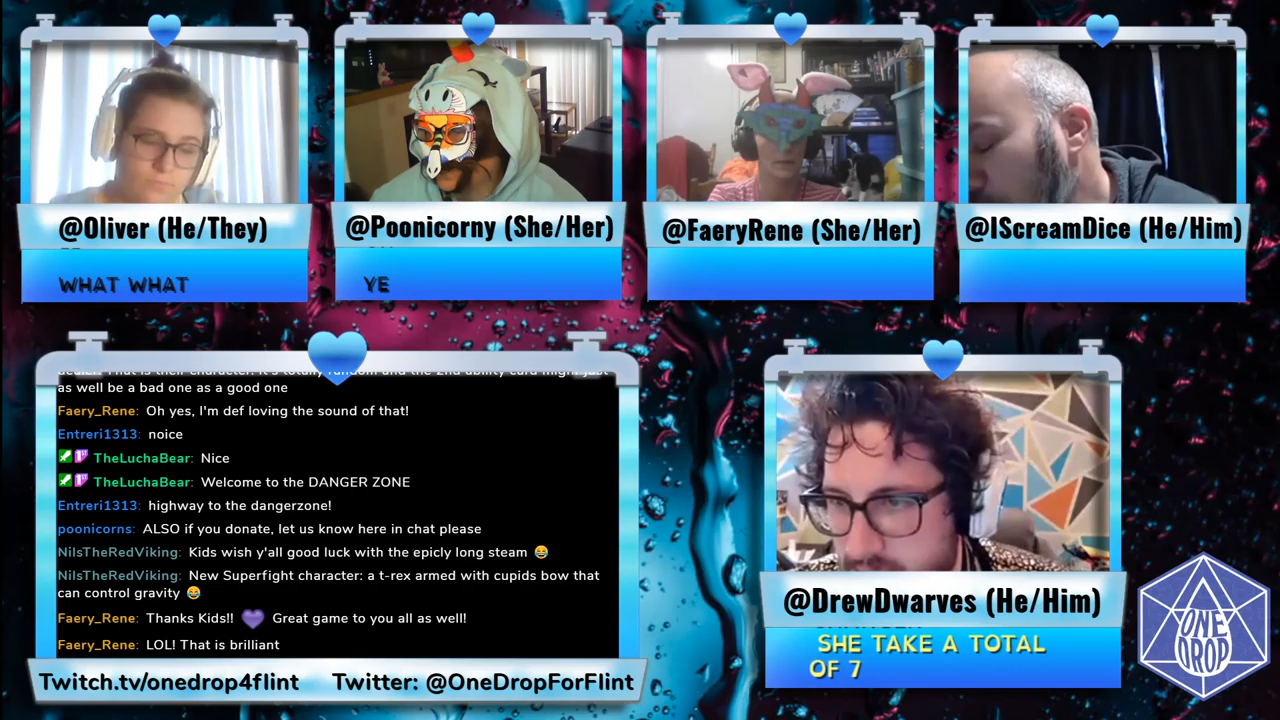 @Oliver (He/They)
@Poonicorny (She/Her)
@FaeryRene (She/Her)
@IScreamDice (He/Him)
WHAT WHAT
YE
as well be a bad one as a good one
Faery_Rene: Oh yes, I'm def loving the sound of that!
Entreri1313: noice
TheLuchaBear: Nice
TheLuchaBear: Welcome to the DANGER ZONE
Entreri1313: highway to the dangerzone!
poonicorns: ALSO if you donate, let us know here in chat please
NilsTheRedViking: Kids wish y'all good luck with the epicly long steam 😂
NilsTheRedViking: New Superfight character: a t-rex armed with cupids bow that
can control gravity 😂
Faery_Rene: Thanks Kids!! 💜 Great game to you all as well!
Faery_Rene: LOL! That is brilliant
Twitch.tv/onedrop4flint Twitter: @OneDropForFlint
@DrewDwarves (He/Him)
SHE TAKE A TOTAL
OF 7
ONE
DROP